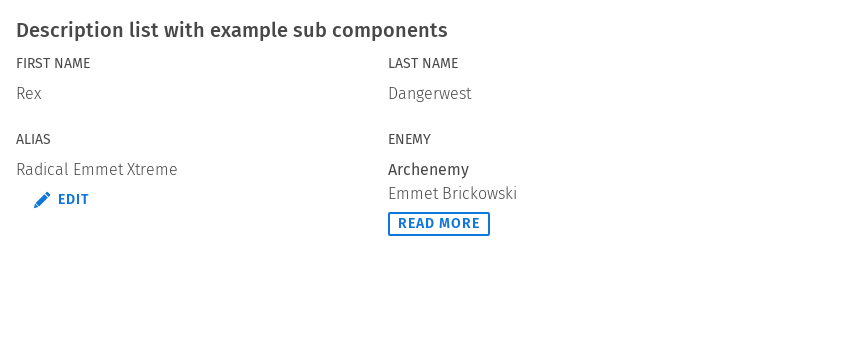 Description list with example sub components
FIRST NAME
Rex
LAST NAME
Dangerwest
ALIAS
Radical Emmet Xtreme
EDIT
ENEMY
Archenemy
Emmet Brickowski
READ MORE